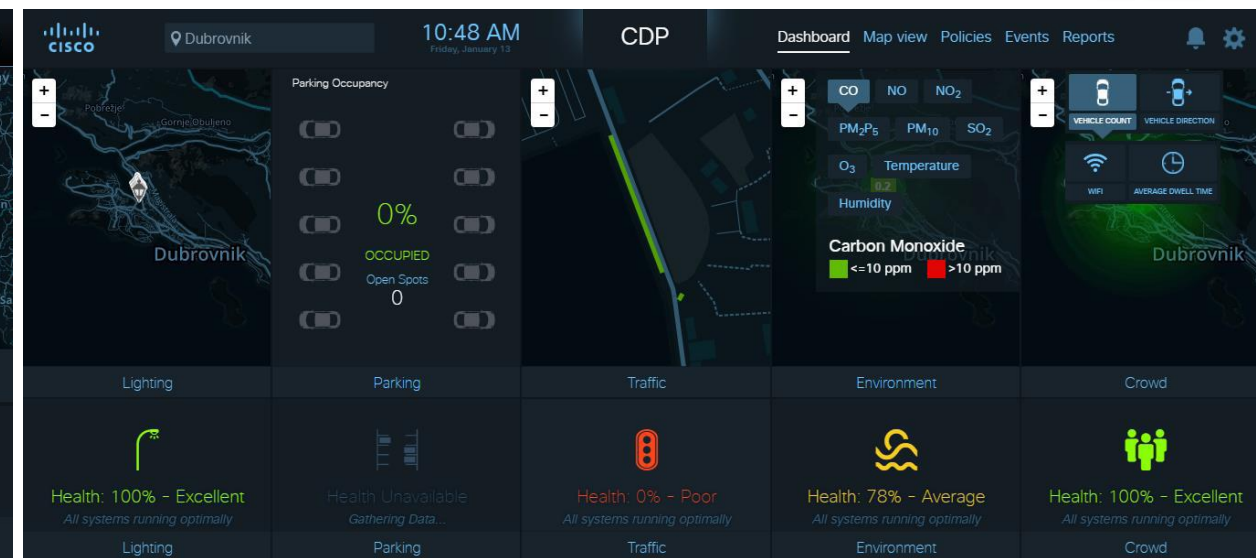 CISCO
Dubrovnik
10:48 AM
Friday, January 13
CDP
Dashboard Map view Policies Events Reports
+
-
Pobrežje
Gornje Obuljeno
Dubrovnik
Parking Occupancy
0%
OCCUPIED
Open Spots
0
+
-
+
-
CO NO NO2
PM2P5 PM10 SO2
O3 Temperature
0.2
Humidity
Carbon Monoxide
<=10 ppm >10 ppm
+
-
VEHICLE COUNT VEHICLE DIRECTION
WIFI AVERAGE DWELL TIME
Dubrovnik
Lighting Parking Traffic Environment Crowd
Health: 100% - Excellent
All systems running optimally
Health Unavailable
Gathering Data...
Health: 0% - Poor
All systems running optimally
Health: 78% - Average
All systems running optimally
Health: 100% - Excellent
All systems running optimally
Lighting Parking Traffic Environment Crowd